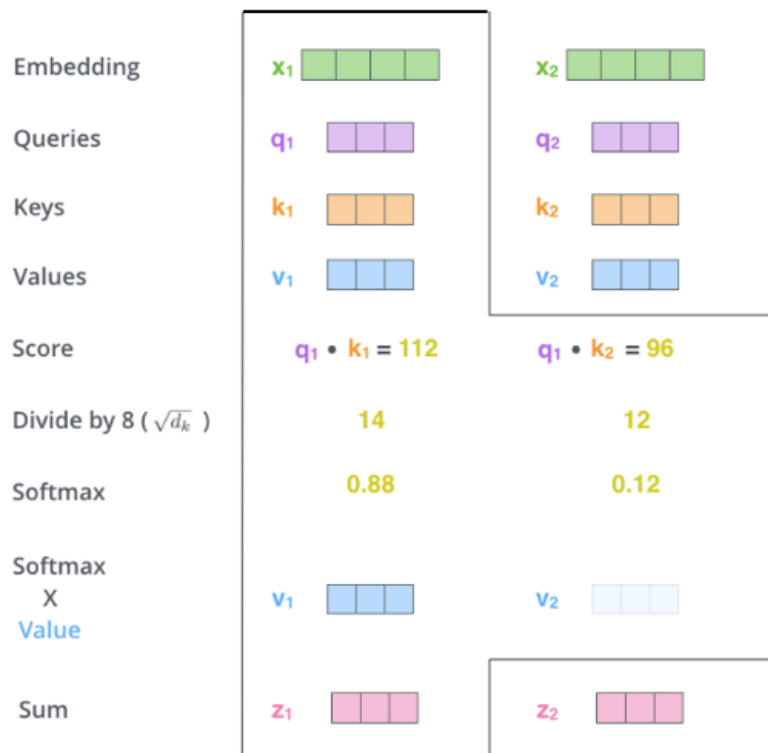 Embedding x₁ x₂
Queries q₁ q₂
Keys k₁ k₂
Values v₁ v₂
Score q₁ • k₁ = 112 q₁ • k₂ = 96
Divide by 8 ( √dₖ ) 14 12
Softmax 0.88 0.12
Softmax
X v₁ v₂
Value
Sum z₁ z₂